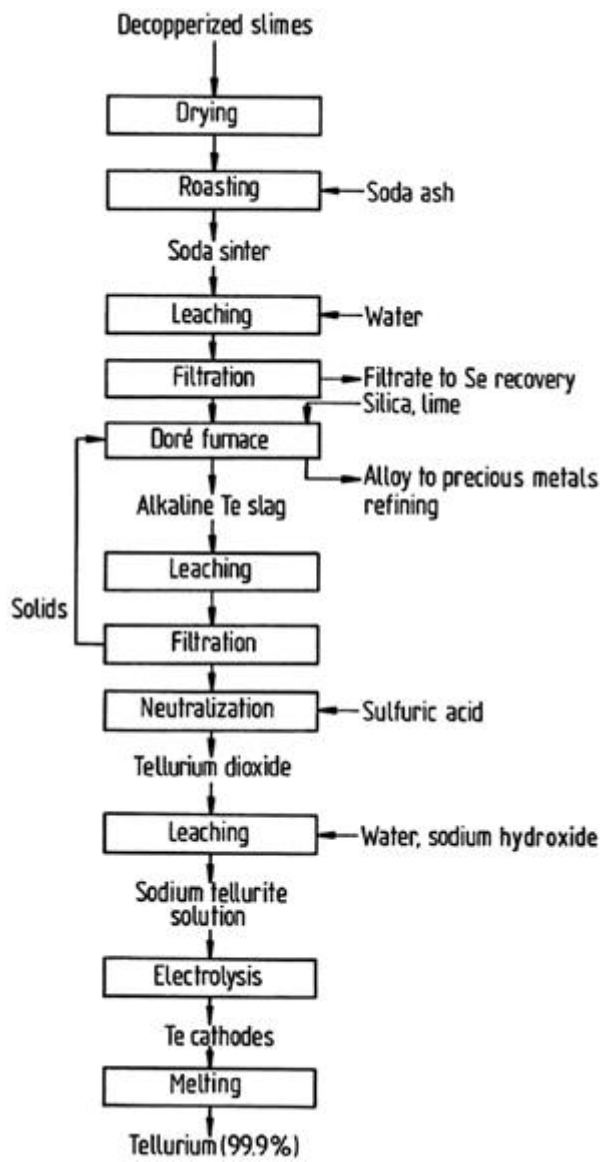 Decopperized slimes
Drying
Roasting
Soda ash
Soda sinter
Leaching
Water
Filtration
Filtrate to Se recovery
Silica, lime
Doré furnace
Alloy to precious metals
refining
Alkaline Te slag
Leaching
Solids
Filtration
Neutralization
Sulfuric acid
Tellurium dioxide
Leaching
Water, sodium hydroxide
Sodium tellurite
solution
Electrolysis
Te cathodes
Melting
Tellurium (99.9%)